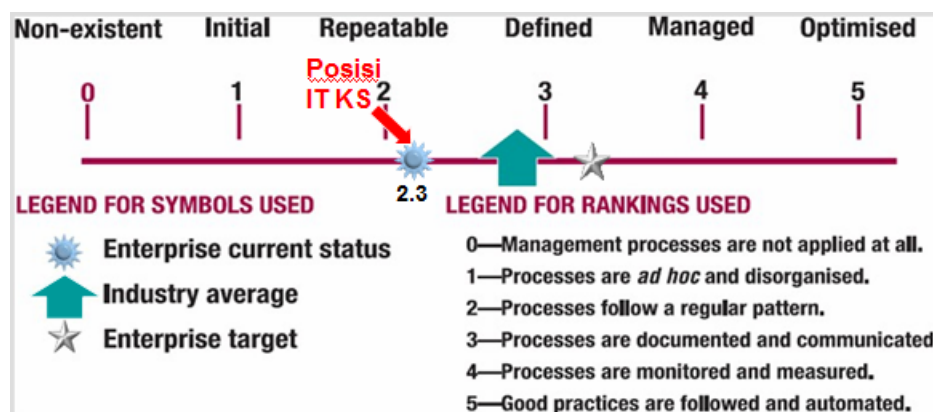 Non-existent Initial Repeatable Defined Managed Optimised
Posisi
IT KS
0 1 2 3 4 5
2.3
LEGEND FOR SYMBOLS USED
Enterprise current status
Industry average
Enterprise target
LEGEND FOR RANKINGS USED
0—Management processes are not applied at all.
1—Processes are ad hoc and disorganised.
2—Processes follow a regular pattern.
3—Processes are documented and communicated
4—Processes are monitored and measured.
5—Good practices are followed and automated.